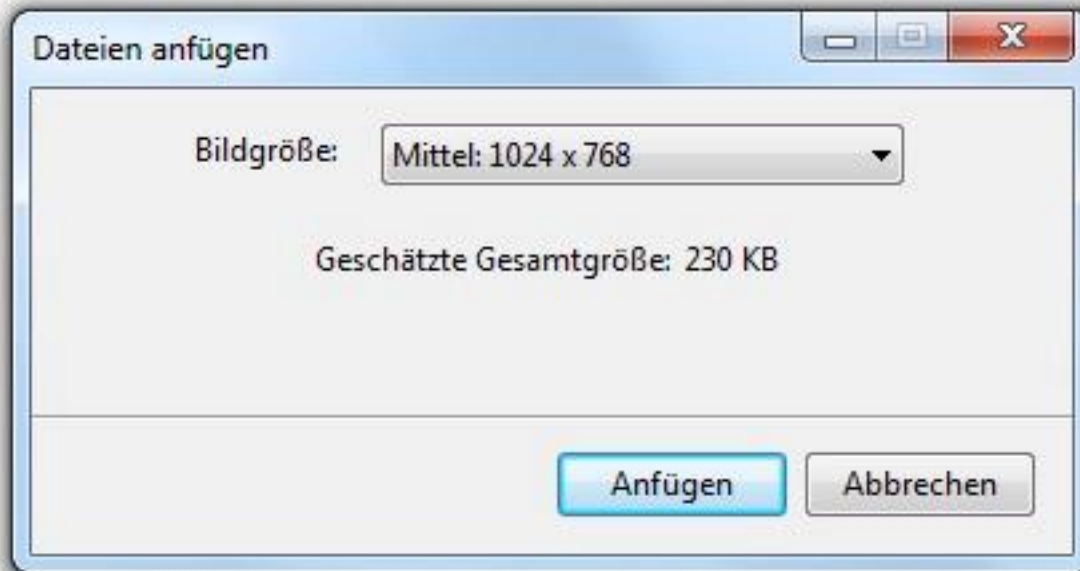 Dateien anfügen
Bildgröße: Mittel: 1024 x 768
Geschätzte Gesamtgröße: 230 KB
Anfügen Abbrechen